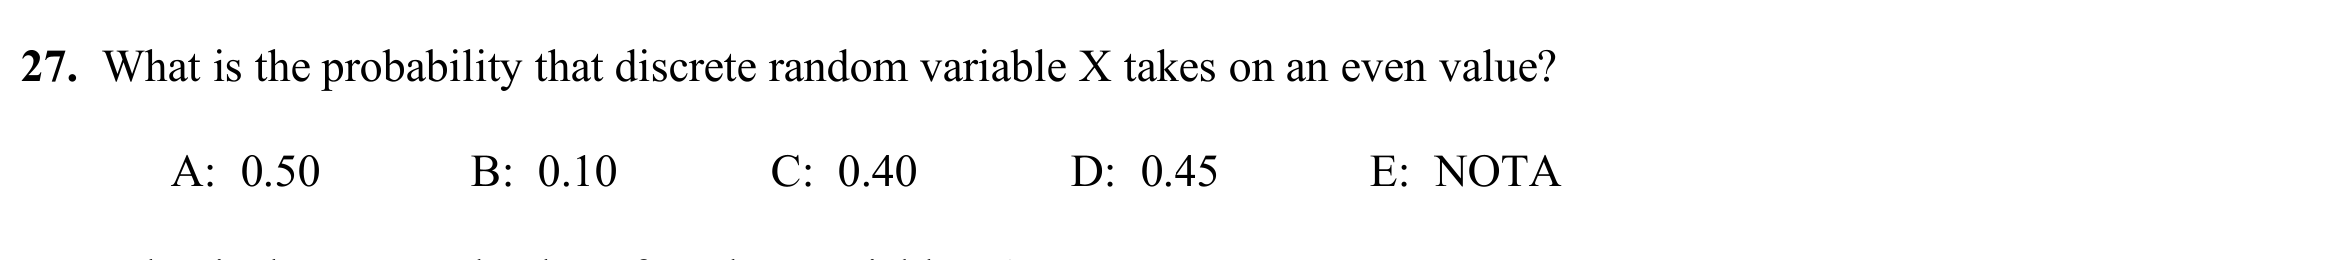 27. What is the probability that discrete random variable X takes on an even value?
A: 0.50 B: 0.10 C: 0.40 D: 0.45 E: NOTA